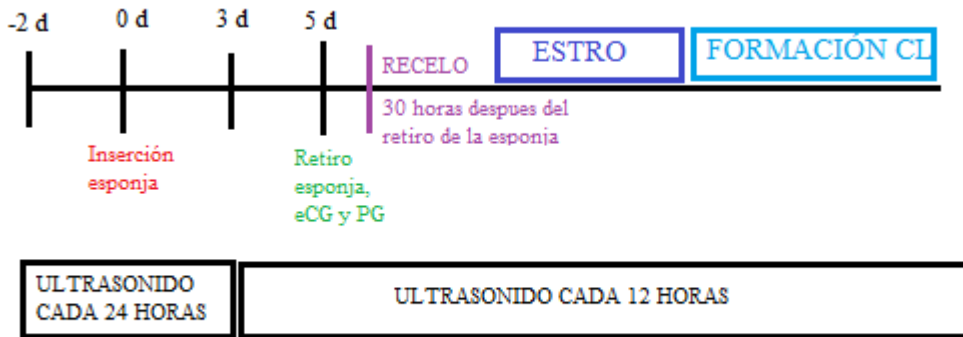 -2 d
0 d
3 d
5 d
RECELO
ESTRO
FORMACIÓN CL
30 horas despues del
retiro de la esponja
Inserción
esponja
Retiro
esponja,
eCG y PG
ULTRASONIDO
CADA 24 HORAS
ULTRASONIDO CADA 12 HORAS